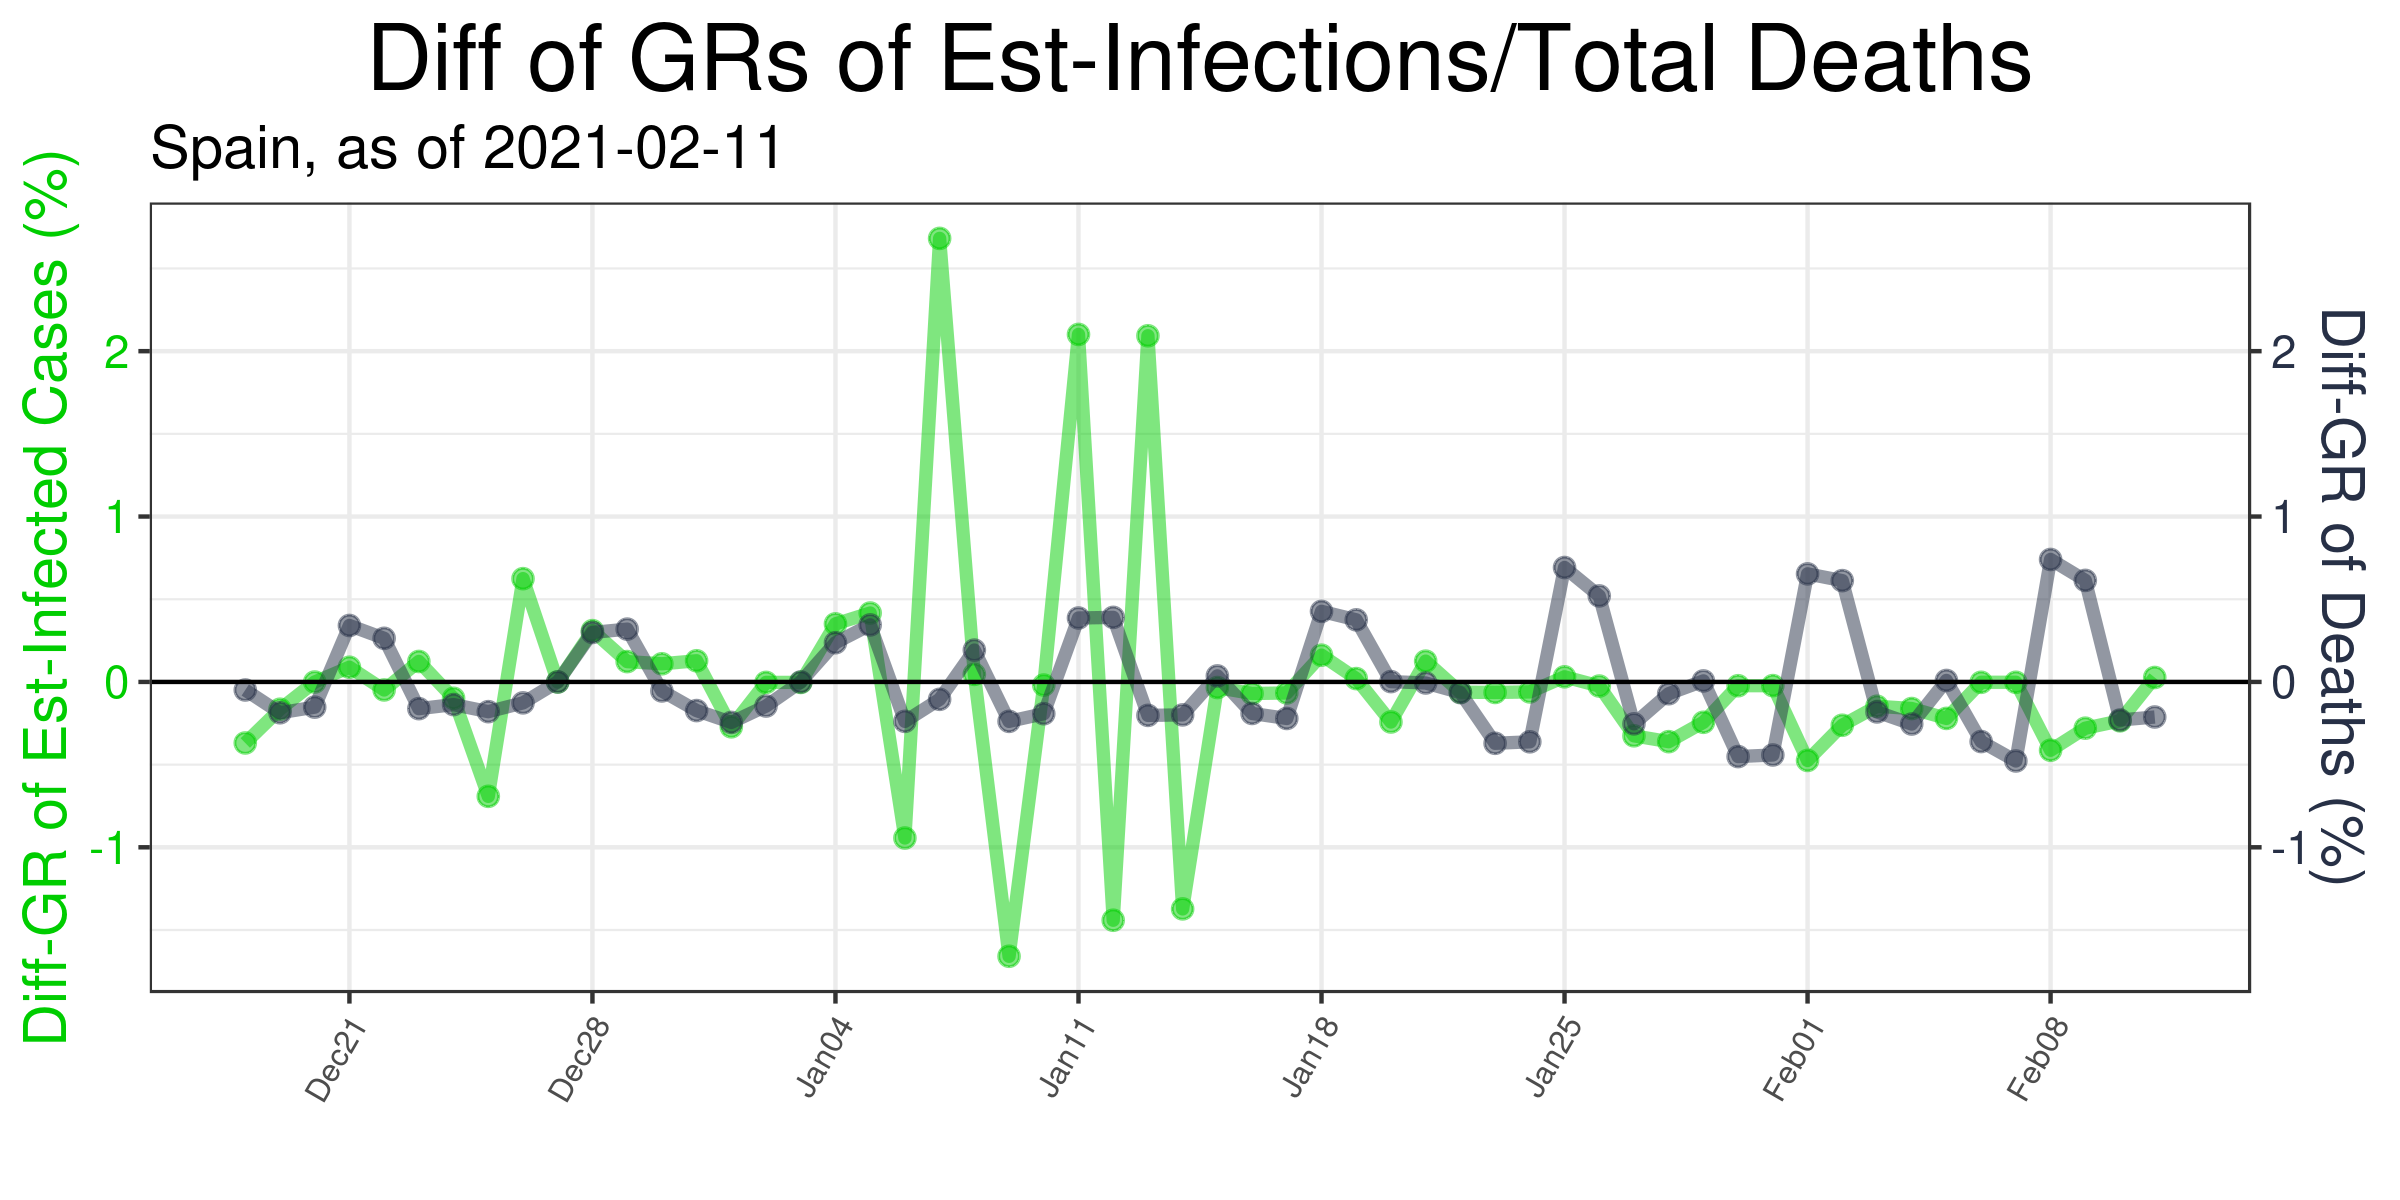 Diff of GRs of Est-Infections/Total Deaths
Spain, as of 2021-02-11
Diff-GR of Est-Infected Cases (%)
2
1
0
-1
2
1
0
-1
Diff-GR of Deaths (%)
Dec21
Dec28
Jan04
Jan11
Jan18
Jan25
Feb01
Feb08